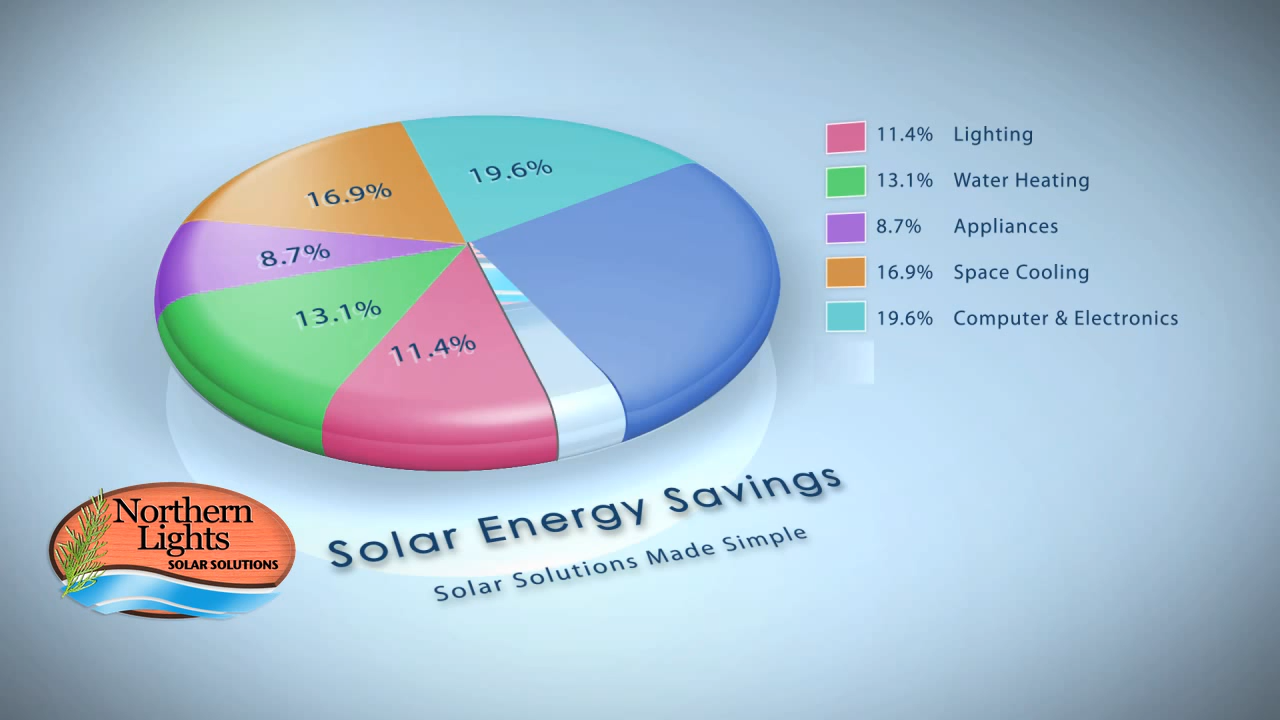 19.6%
16.9%
8.7%
13.1%
11.4%
11.4% Lighting
13.1% Water Heating
8.7% Appliances
16.9% Space Cooling
19.6% Computer & Electronics
Solar Energy Savings
Solar Solutions Made Simple
Northern
Lights
SOLAR SOLUTIONS